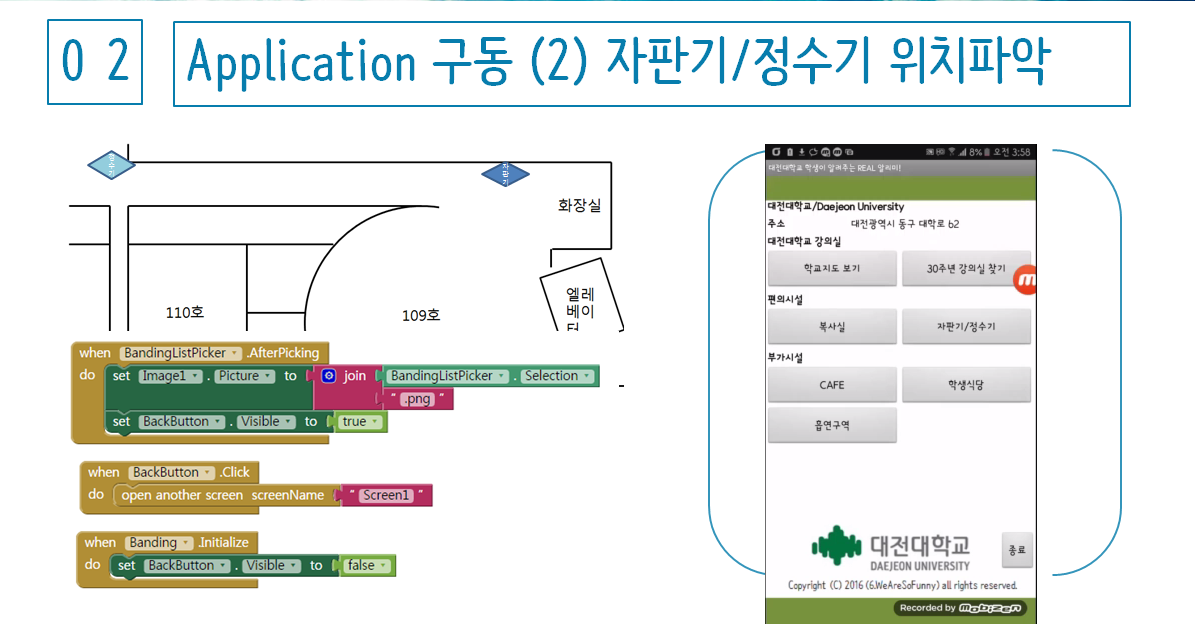 0 2
Application 구동 (2) 자판기/정수기 위치파악
화장실
엘레
베이
터
110호
109호
when BandingListPicker .AfterPicking
do set Image1 . Picture to join BandingListPicker . Selection
" .png "
set BackButton . Visible to true
when BackButton .Click
do open another screen screenName " Screen1 "
when Banding .Initialize
do set BackButton . Visible to false
8% 오전 3:58
대전대학교 학생이 알려주는 REAL 알리미!
대전대학교/Daejeon University
주소 대전광역시 동구 대학로 62
대전대학교 강의실
학교지도 보기 30주년 강의실 찾기
편의시설
복사실 자판기/정수기
부가시설
CAFE 학생식당
흡연구역
대전대학교
DAEJEON UNIVERSITY
종료
Copyright (C) 2016 (6.WeAreSoFunny) all rights reserved.
Recorded by mobizen